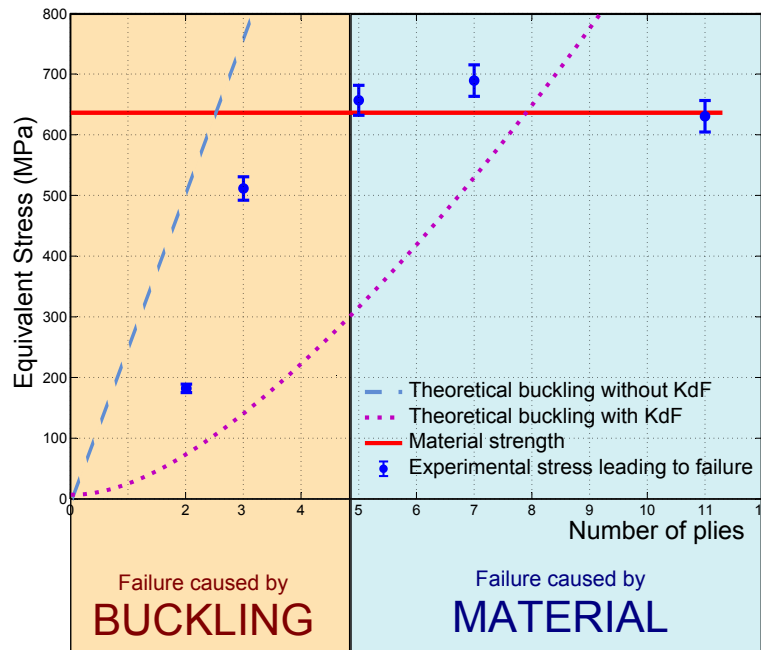 800
700
600
500
400
300
200
100
0
Equivalent Stress (MPa)
Theoretical buckling without KdF
Theoretical buckling with KdF
Material strength
Experimental stress leading to failure
0 2 3 4 5 6 7 8 9 10 11 1
Number of plies
Failure caused by
BUCKLING
Failure caused by
MATERIAL